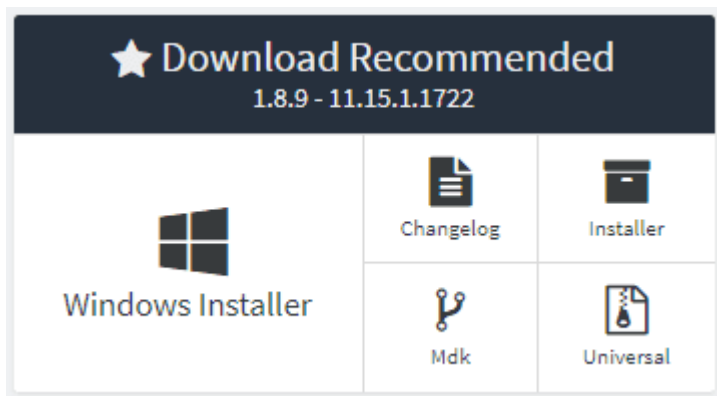 Download Recommended
1.8.9 - 11.15.1.1722
Windows Installer
Changelog
Installer
Mdk
Universal